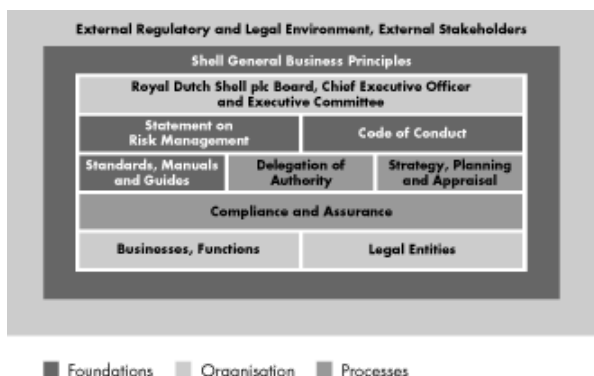 External Regulatory and Legal Environment, External Stakeholders
Shell General Business Principles
Royal Dutch Shell plc Board, Chief Executive Officer
and Executive Committee
Statement on
Risk Management
Code of Conduct
Standards, Manuals
and Guides
Delegation of
Authority
Strategy, Planning
and Appraisal
Compliance and Assurance
Businesses, Functions
Legal Entities
Foundations
Organisation
Processes